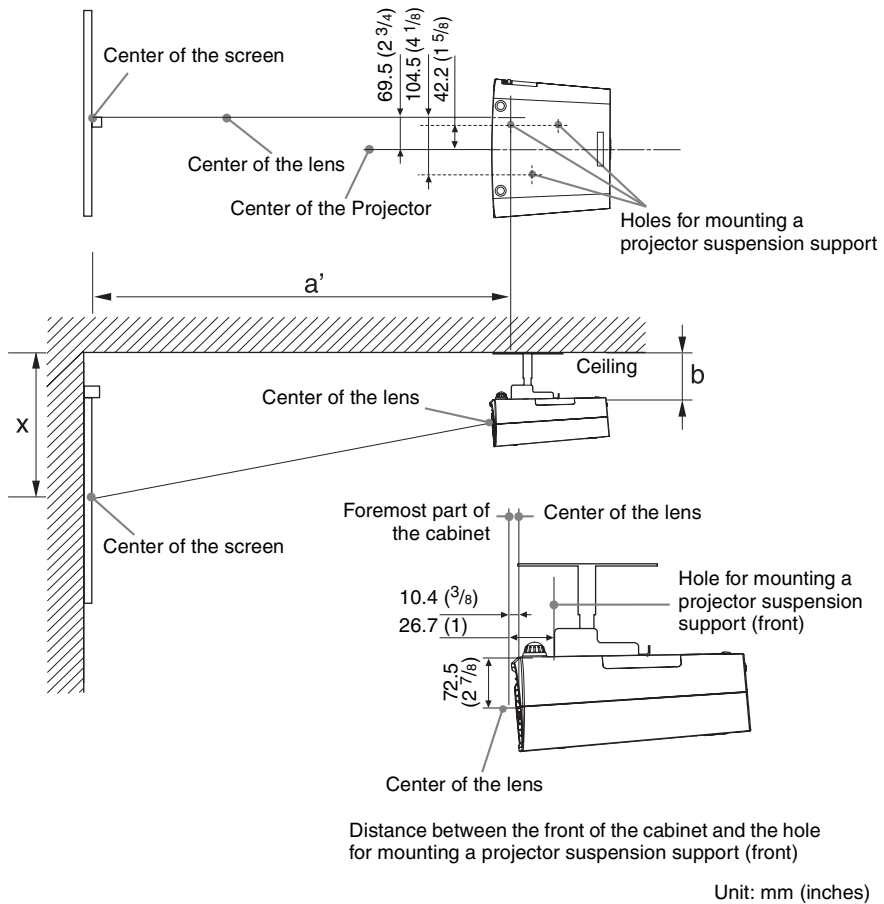 Center of the screen
69.5 (2 3/4)
104.5 (4 1/8)
42.2 (1 5/8)
Center of the lens
Center of the Projector
Holes for mounting a
projector suspension support
a’
Ceiling
b
Center of the lens
x
Center of the screen
Foremost part of
the cabinet
Center of the lens
Hole for mounting a
projector suspension
support (front)
10.4 (3/8)
26.7 (1)
72.5
(2 7/8)
Center of the lens
Distance between the front of the cabinet and the hole
for mounting a projector suspension support (front)
Unit: mm (inches)